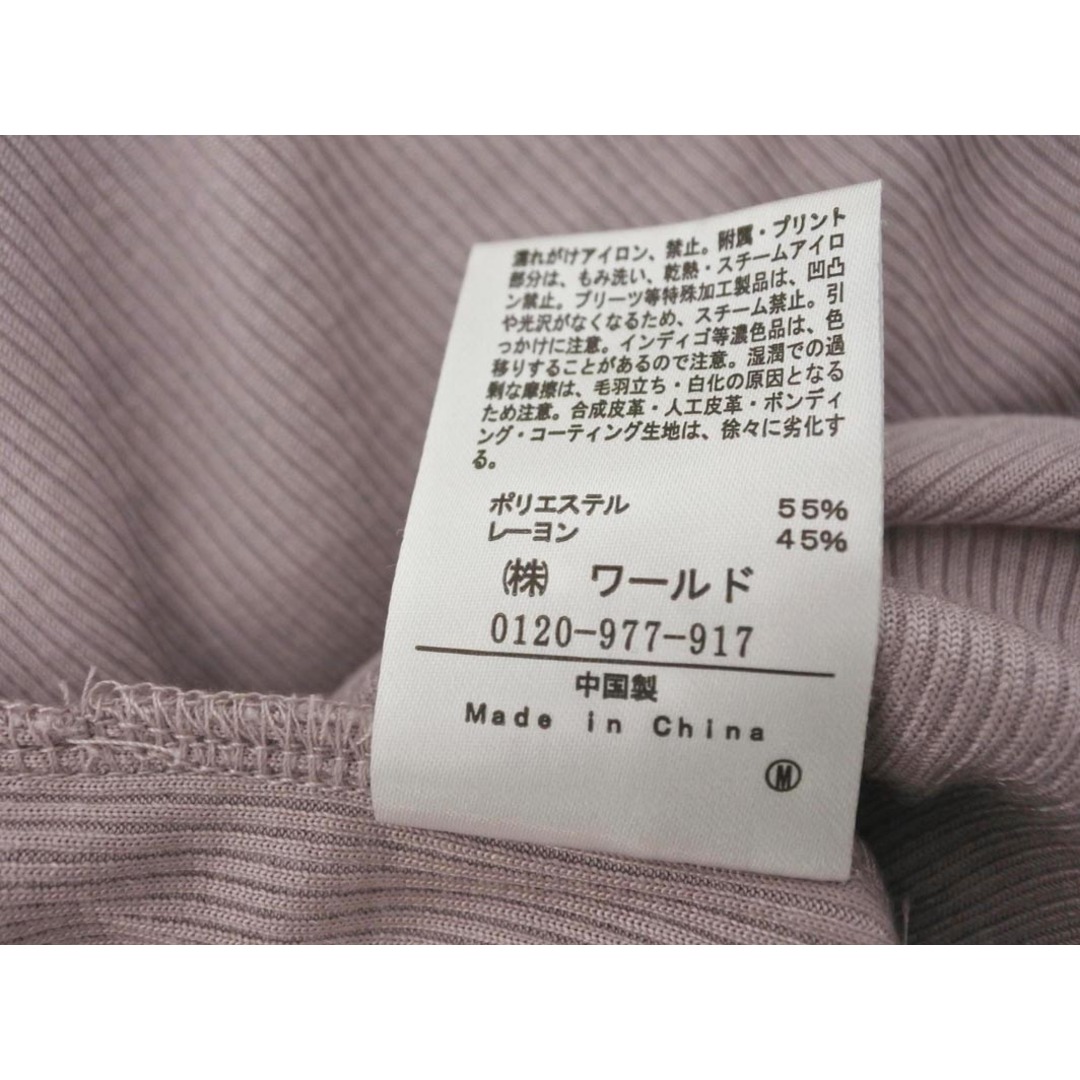 濡れがけアイロン、禁止。附属・プリント
部分は、もみ洗い、乾熱・スチームアイロ
ン禁止。プリーツ等特殊加工製品は、凹凸
や光沢がなくなるため、スチーム禁止。引
っかけに注意。インディゴ等濃色品は、色
移りすることがあるので注意。湿潤での過
剰な摩擦は、毛羽立ち・白化の原因となる
ため注意。合成皮革・人工皮革・ボンディ
ング・コーティング生地は、徐々に劣化す
る。
ポリエステル 55%
レーヨン 45%
㈱ ワールド
0120-977-917
中国製
Made in China
Ⓜ